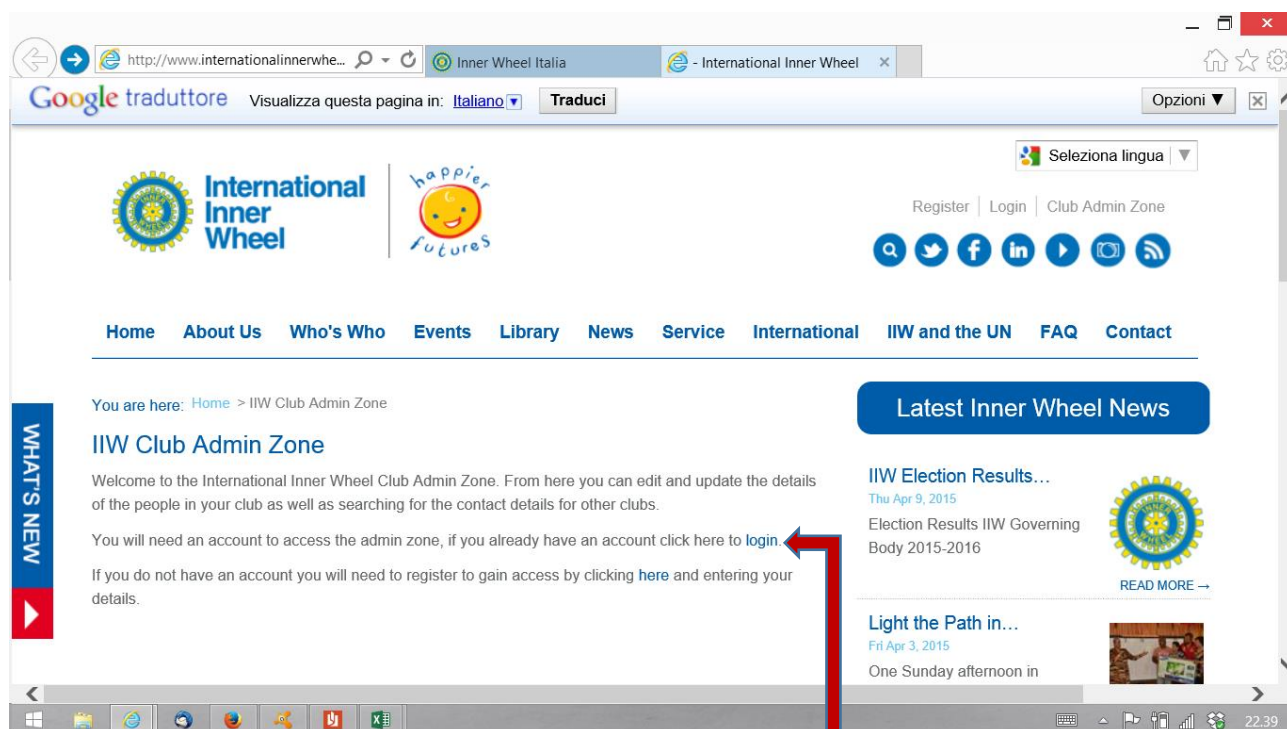 http://www.internationalinnerwhe...
Inner Wheel Italia
- International Inner Wheel
Google traduttore Visualizza questa pagina in: Italiano Traduci
Opzioni ▼
Seleziona lingua
International
Inner
Wheel
happier
futures
Register | Login | Club Admin Zone
Home About Us Who's Who Events Library News Service International IIW and the UN FAQ Contact
WHAT'S NEW
You are here: Home > IIW Club Admin Zone
IIW Club Admin Zone
Welcome to the International Inner Wheel Club Admin Zone. From here you can edit and update the details
of the people in your club as well as searching for the contact details for other clubs.
You will need an account to access the admin zone, if you already have an account click here to login.
If you do not have an account you will need to register to gain access by clicking here and entering your
details.
Latest Inner Wheel News
IIW Election Results...
Thu Apr 9, 2015
Election Results IIW Governing
Body 2015-2016
READ MORE →
Light the Path in...
Fri Apr 3, 2015
One Sunday afternoon in
22.39